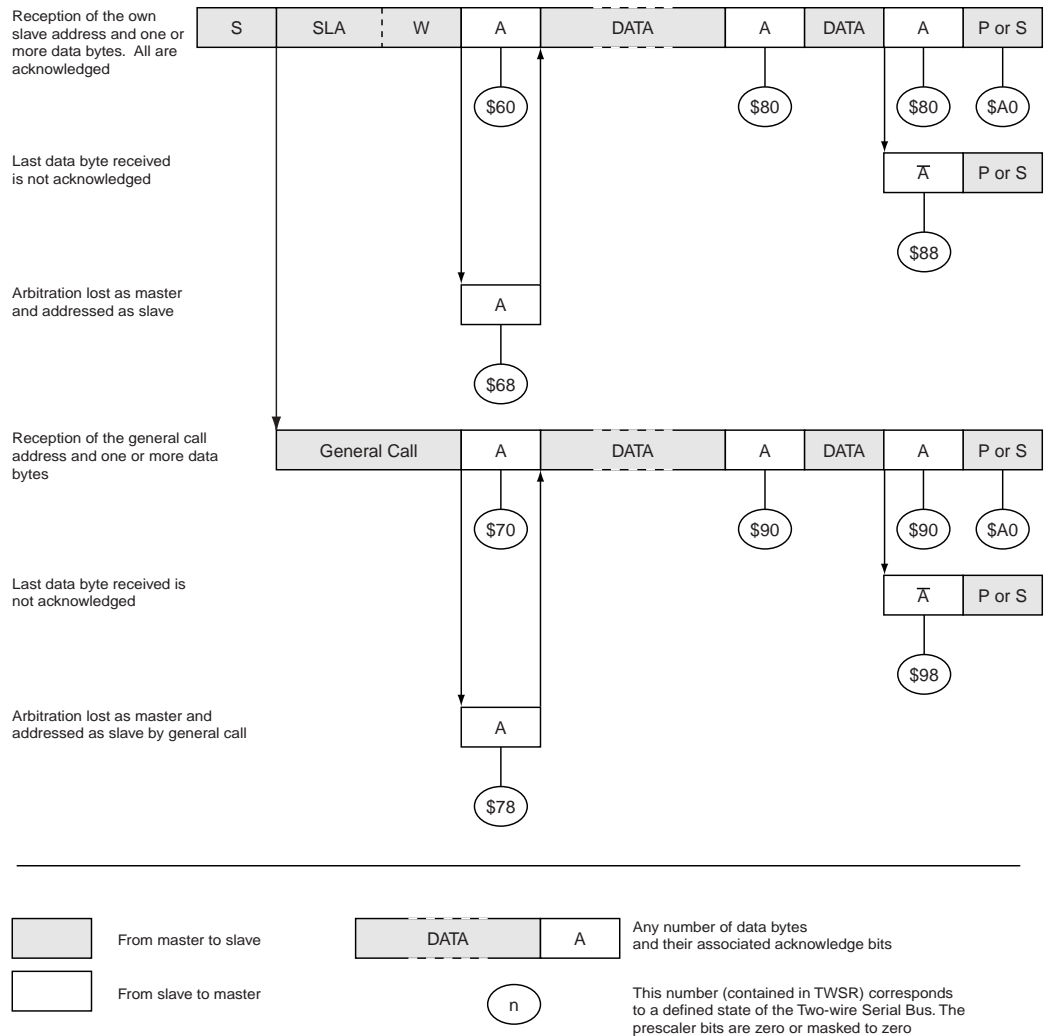 Reception of the own
slave address and one or
more data bytes. All are
acknowledged
S SLA W A DATA A DATA A P or S
$60 $80 $80 $A0
Last data byte received
is not acknowledged
A̅ P or S
$88
Arbitration lost as master
and addressed as slave
A
$68
Reception of the general call
address and one or more data
bytes
General Call A DATA A DATA A P or S
$70 $90 $90 $A0
Last data byte received is
not acknowledged
A̅ P or S
$98
Arbitration lost as master and
addressed as slave by general call
A
$78
From master to slave
DATA A
Any number of data bytes
and their associated acknowledge bits
From slave to master
n
This number (contained in TWSR) corresponds
to a defined state of the Two-wire Serial Bus. The
prescaler bits are zero or masked to zero